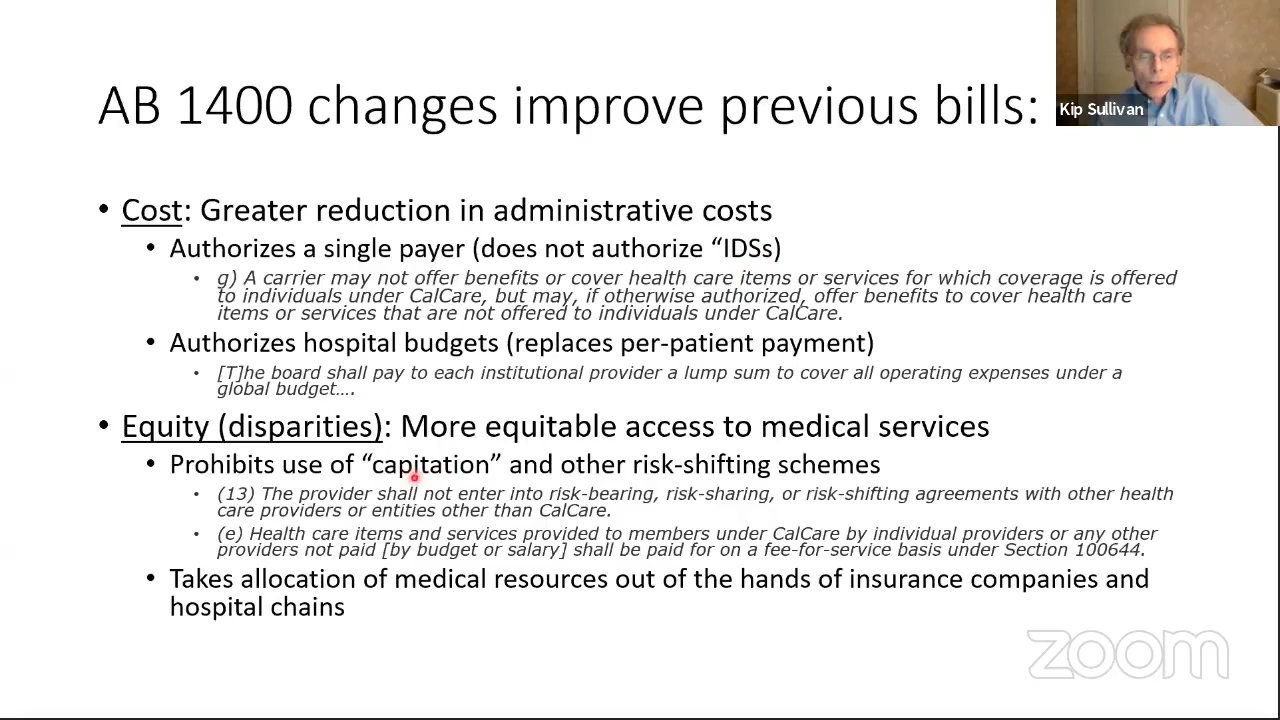 AB 1400 changes improve previous bills:
Kip Sullivan
• Cost: Greater reduction in administrative costs
• Authorizes a single payer (does not authorize “IDSs)
• g) A carrier may not offer benefits or cover health care items or services for which coverage is offered
to individuals under CalCare, but may, if otherwise authorized, offer benefits to cover health care
items or services that are not offered to individuals under CalCare.
• Authorizes hospital budgets (replaces per-patient payment)
• [T]he board shall pay to each institutional provider a lump sum to cover all operating expenses under a
global budget….
• Equity (disparities): More equitable access to medical services
• Prohibits use of “capitation” and other risk-shifting schemes
• (13) The provider shall not enter into risk-bearing, risk-sharing, or risk-shifting agreements with other health
care providers or entities other than CalCare.
• (e) Health care items and services provided to members under CalCare by individual providers or any other
providers not paid [by budget or salary] shall be paid for on a fee-for-service basis under Section 100644.
• Takes allocation of medical resources out of the hands of insurance companies and
hospital chains
zoom